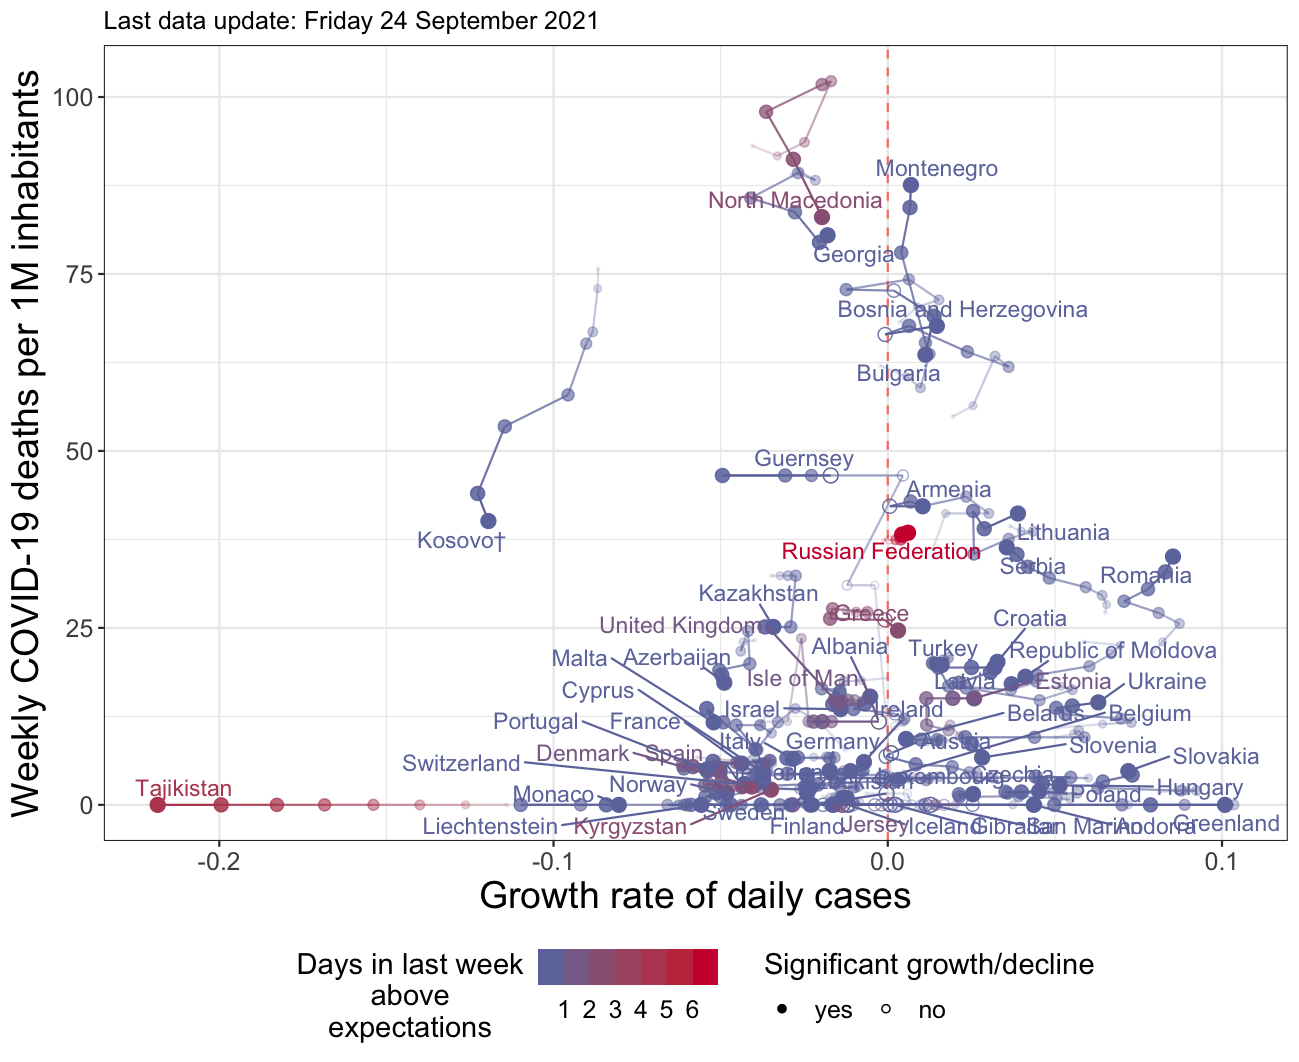 Last data update: Friday 24 September 2021
Weekly COVID-19 deaths per 1M inhabitants
100
75
50
25
0
Montenegro
North Macedonia
Georgia
Bosnia and Herzegovina
Bulgaria
Guernsey
Armenia
Kosovo†
Lithuania
Russian Federation
Serbia
Romania
Kazakhstan
Greece
United Kingdom
Croatia
Albania
Turkey
Republic of Moldova
Malta
Azerbaijan
Isle of Man
Latvia
Estonia
Ukraine
Cyprus
Israel
Ireland
Belarus
Belgium
Portugal
France
Italy
Germany
Austria
Slovenia
Denmark
Spain
Slovakia
Switzerland
Luxembourg
Czechia
Tajikistan
Norway
Hungary
Monaco
Poland
Sweden
Liechtenstein
Kyrgyzstan
Finland
Jersey
Iceland
Gibraltar
San Marino
Andorra
Greenland
-0.2
-0.1
0.0
0.1
Growth rate of daily cases
Days in last week
above
expectations
1 2 3 4 5 6
Significant growth/decline
yes
no